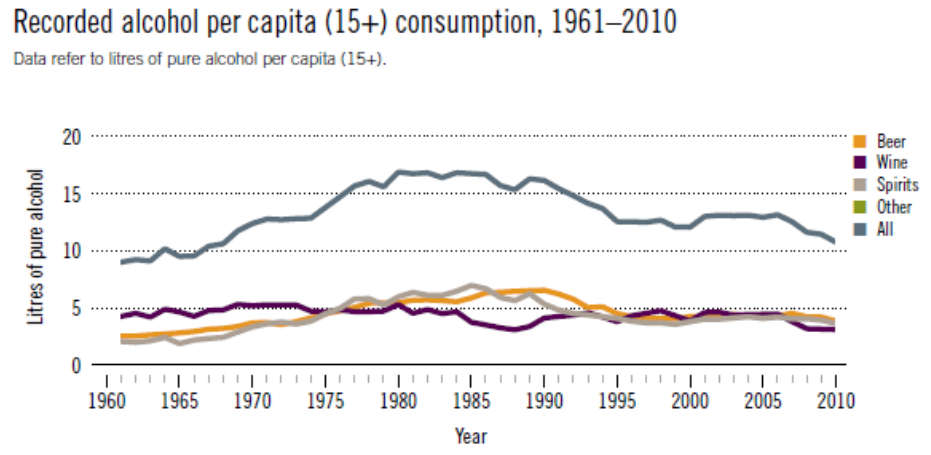 Recorded alcohol per capita (15+) consumption, 1961–2010
Data refer to litres of pure alcohol per capita (15+).
Litres of pure alcohol
20
15
10
5
0
Beer
Wine
Spirits
Other
All
1960 1965 1970 1975 1980 1985 1990 1995 2000 2005 2010
Year